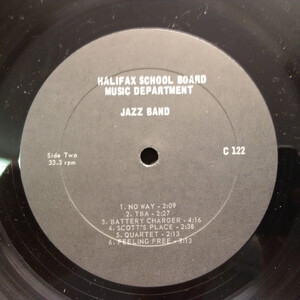 HALIFAX SCHOOL BOARD
MUSIC DEPARTMENT
JAZZ BAND
Side Two
33.3 rpm
C 122
1. NO WAY - 2:09
2. TBA - 2:27
3. BATTERY CHARGER - 4:16
4. SCOTT'S PLACE - 2:38
5. QUARTET - 2:13
6. FEELING FREE - 3:13